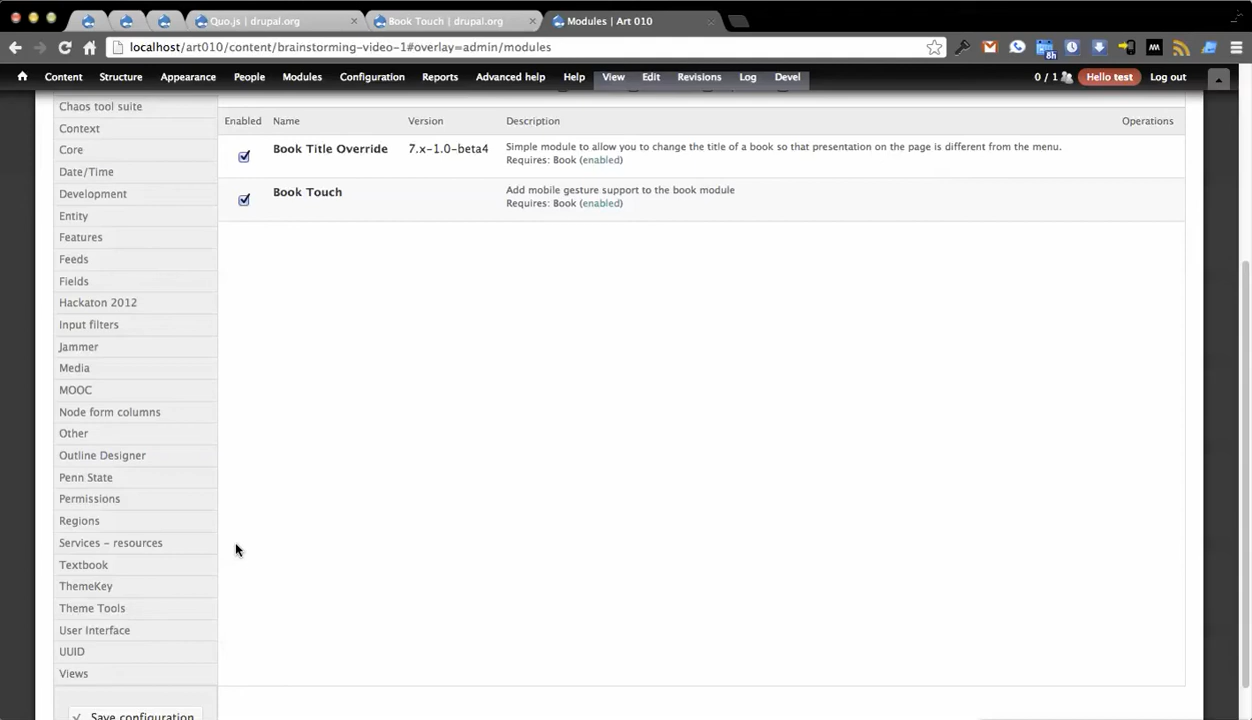 Quo.js | drupal.org
Book Touch | drupal.org
Modules | Art 010
localhost/art010/content/brainstorming-video-1#overlay=admin/modules
8h
Content Structure Appearance People Modules Configuration Reports Advanced help Help View Edit Revisions Log Devel 0 / 1 Hello test Log out
Chaos tool suite
Context
Core
Date/Time
Development
Entity
Features
Feeds
Fields
Hackaton 2012
Input filters
Jammer
Media
MOOC
Node form columns
Other
Outline Designer
Penn State
Permissions
Regions
Services – resources
Textbook
ThemeKey
Theme Tools
User Interface
UUID
Views
Save configuration
Enabled Name Version Description Operations
Book Title Override 7.x-1.0-beta4 Simple module to allow you to change the title of a book so that presentation on the page is different from the menu.
Requires: Book (enabled)
Book Touch Add mobile gesture support to the book module
Requires: Book (enabled)